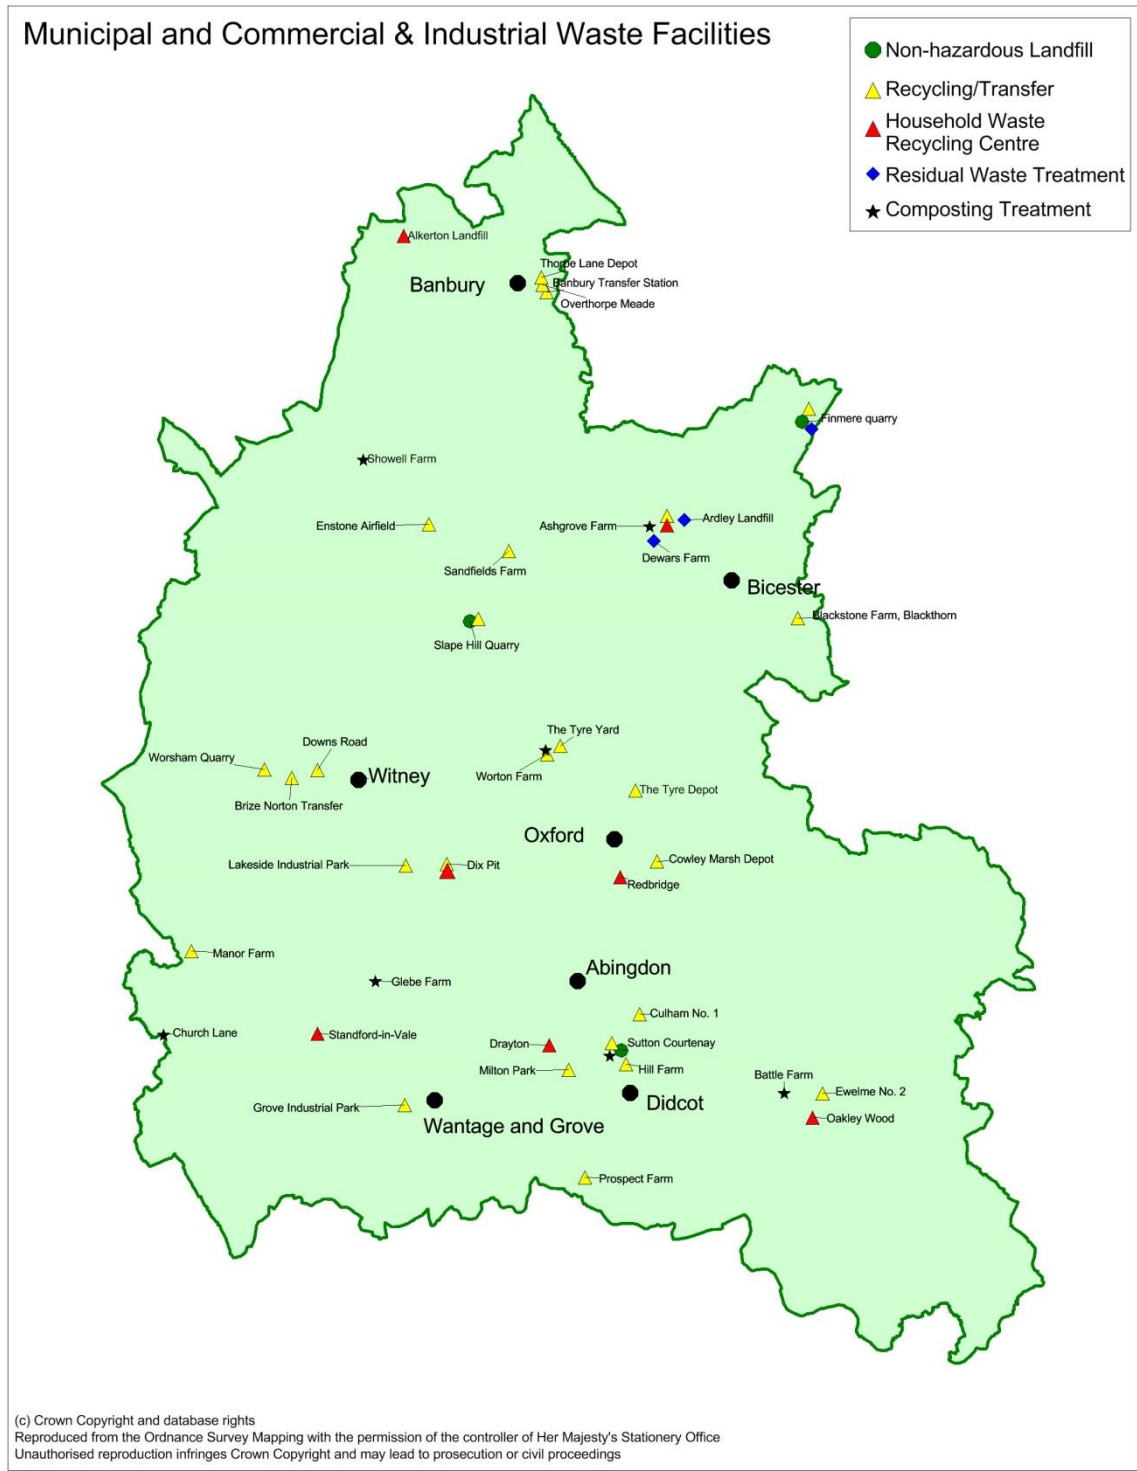 Municipal and Commercial & Industrial Waste Facilities
Non-hazardous Landfill
Recycling/Transfer
Household Waste
Recycling Centre
Residual Waste Treatment
Composting Treatment
Alkerton Landfill
Thorpe Lane Depot
Banbury
Banbury Transfer Station
Overthorpe Meade
Finmere quarry
Showell Farm
Enstone Airfield
Ashgrove Farm
Ardley Landfill
Dewars Farm
Sandfields Farm
Bicester
Blackstone Farm, Blackthorn
Slape Hill Quarry
The Tyre Yard
Downs Road
Worsham Quarry
Witney
Worton Farm
Brize Norton Transfer
The Tyre Depot
Oxford
Lakeside Industrial Park
Dix Pit
Cowley Marsh Depot
Redbridge
Manor Farm
Abingdon
Glebe Farm
Culham No. 1
Church Lane
Standford-in-Vale
Drayton
Sutton Courtenay
Milton Park
Hill Farm
Battle Farm
Ewelme No. 2
Grove Industrial Park
Didcot
Oakley Wood
Wantage and Grove
Prospect Farm
(c) Crown Copyright and database rights
Reproduced from the Ordnance Survey Mapping with the permission of the controller of Her Majesty's Stationery Office
Unauthorised reproduction infringes Crown Copyright and may lead to prosecution or civil proceedings